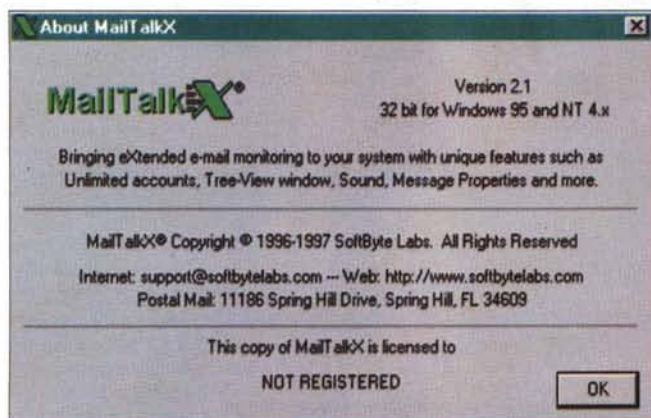 About MailTalkX
MailTalkX®
Version 2.1
32 bit for Windows 95 and NT 4.x
Bringing eXtended e-mail monitoring to your system with unique features such as
Unlimited accounts, Tree-View window, Sound, Message Properties and more.
MailTalkX® Copyright © 1996-1997 SoftByte Labs. All Rights Reserved
Internet: support@softbytelabs.com --- Web: http://www.softbytelabs.com
Postal Mail: 11186 Spring Hill Drive, Spring Hill, FL 34609
This copy of MailTalkX is licensed to
NOT REGISTERED
OK